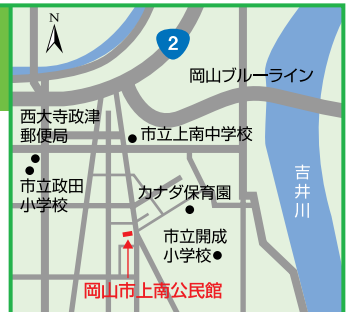 N
2
岡山ブルーライン
西大寺政津
郵便局
市立上南中学校
市立政田
小学校
カナダ保育園
吉井川
市立開成
小学校
岡山市上南公民館